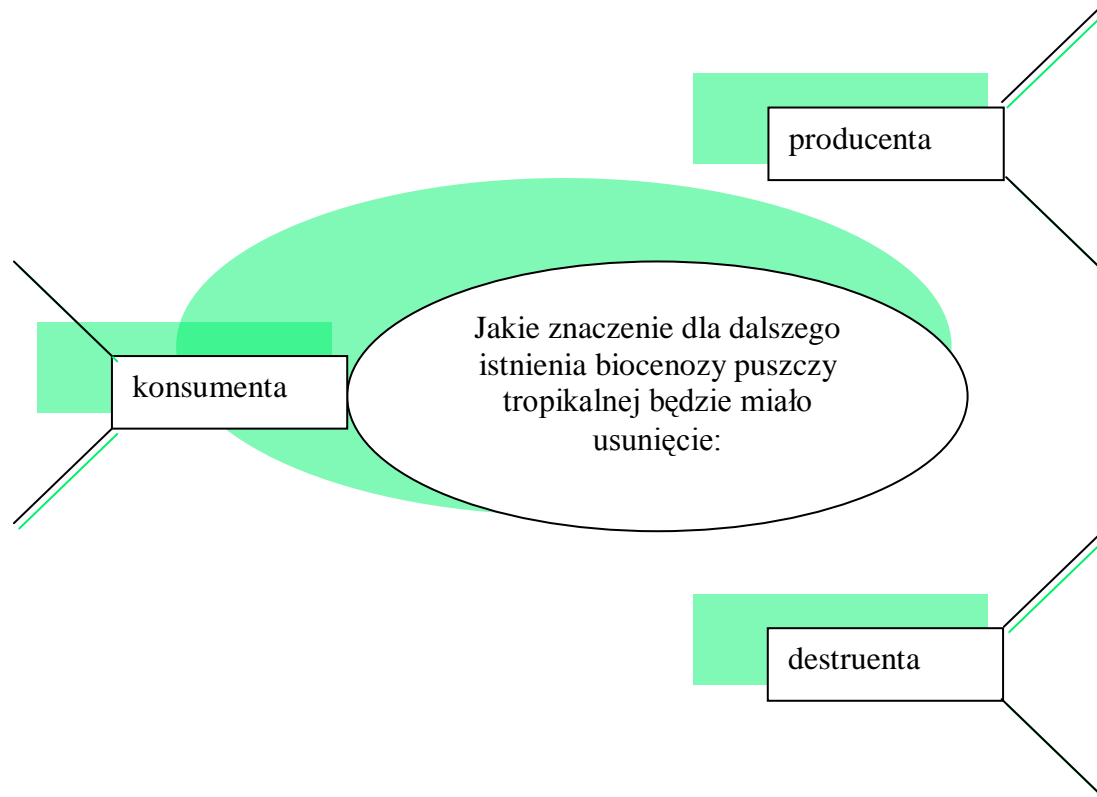 producenta
Jakie znaczenie dla dalszego
istnienia biocenozy puszczy
tropikalnej będzie miało
usunięcie:
konsumenta
destruenta